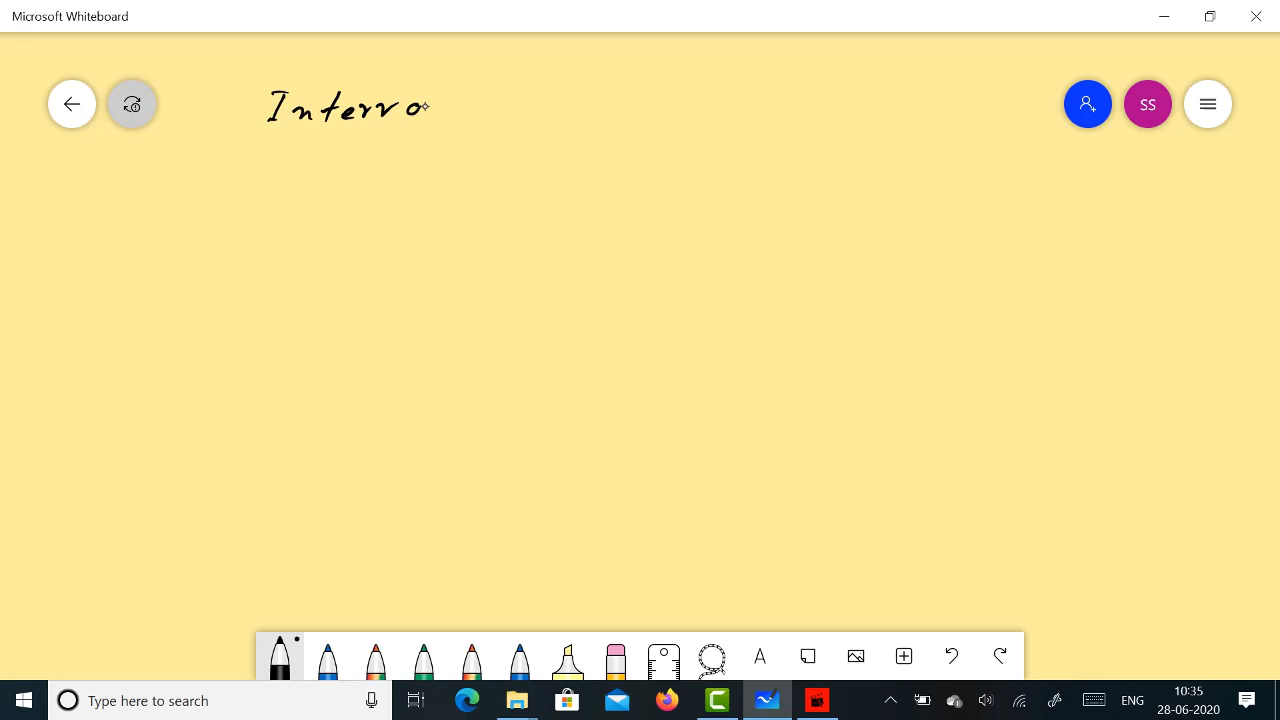 Microsoft Whiteboard
Interro
SS
A
Type here to search
ENG
10:35
28-06-2020